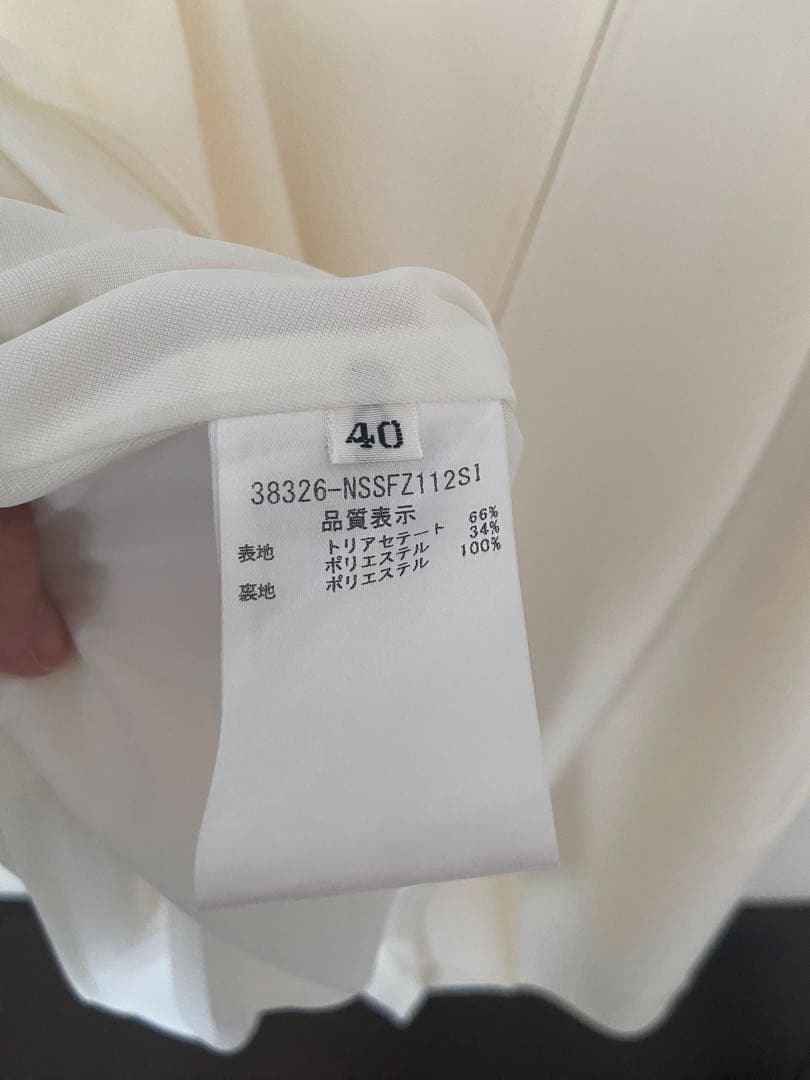 40
38326-NSSFZ112SI
品質表示
表地 トリアセテート 66%
ポリエステル 34%
裏地 ポリエステル 100%